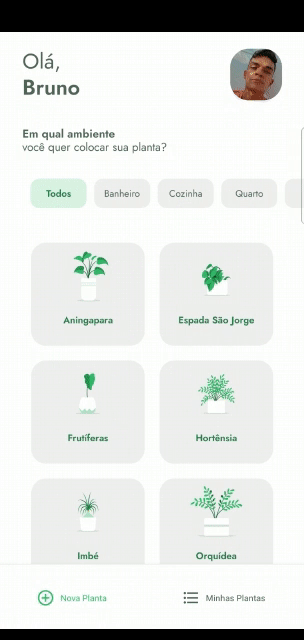 Olá,
Bruno
Em qual ambiente
você quer colocar sua planta?
Todos
Banheiro
Cozinha
Quarto
Aningapara
Espada São Jorge
Frutíferas
Hortênsia
Imbé
Orquídea
Nova Planta
Minhas Plantas